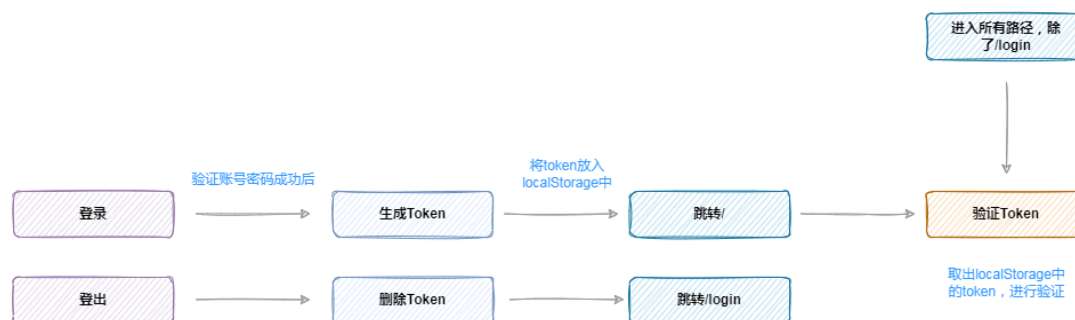 进入所有路径，除
了/login
验证账号密码成功后
将token放入
localStorage中
登录
生成Token
跳转/
验证Token
取出localStorage中
的token，进行验证
登出
删除Token
跳转/login